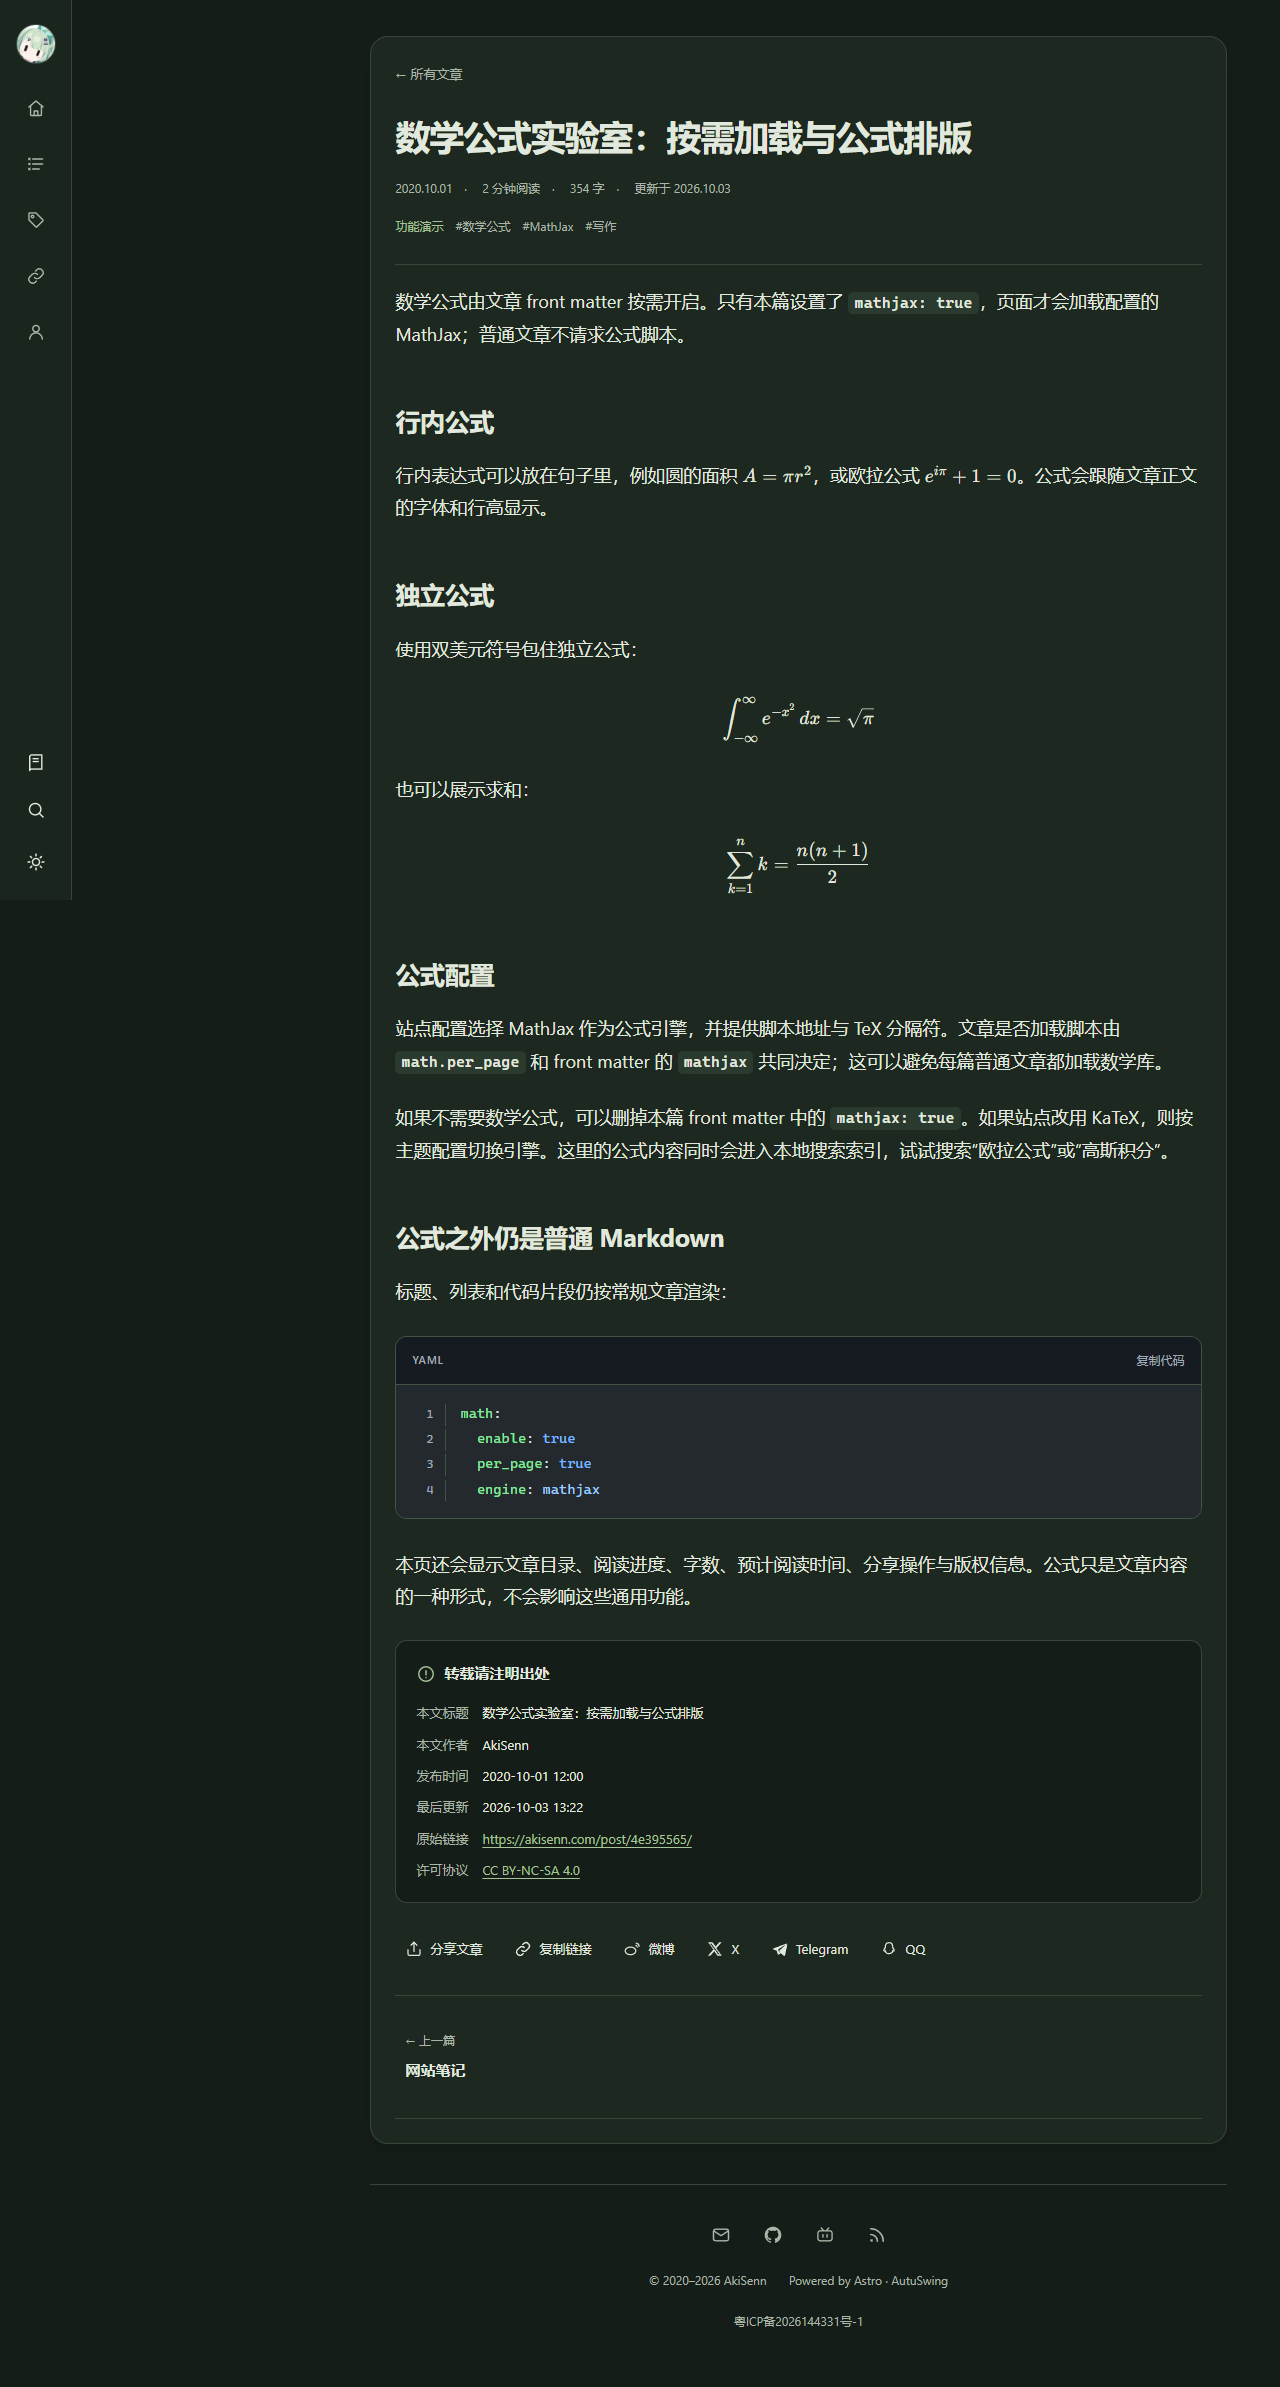 ← 所有文章
数学公式实验室：按需加载与公式排版
2020.10.01 · 2 分钟阅读 · 354 字 · 更新于 2026.10.03
功能演示 #数学公式 #MathJax #写作
数学公式由文章 front matter 按需开启。只有本篇设置了 mathjax: true，页面才会加载配置的
MathJax；普通文章不请求公式脚本。
行内公式
行内表达式可以放在句子里，例如圆的面积 A = πr²，或欧拉公式 e^{iπ} + 1 = 0。公式会跟随文章正文
的字体和行高显示。
独立公式
使用双美元符号包住独立公式：
∫_{-∞}^{∞} e^{-x²} dx = √π
也可以展示求和：
∑_{k=1}^{n} k = n(n+1)/2
公式配置
站点配置选择 MathJax 作为公式引擎，并提供脚本地址与 TeX 分隔符。文章是否加载脚本由
math.per_page 和 front matter 的 mathjax 共同决定；这可以避免每篇普通文章都加载数学库。
如果不需要数学公式，可以删掉本篇 front matter 中的 mathjax: true。如果站点改用 KaTeX，则按
主题配置切换引擎。这里的公式内容同时会进入本地搜索索引，试试搜索“欧拉公式”或“高斯积分”。
公式之外仍是普通 Markdown
标题、列表和代码片段仍按常规文章渲染：
YAML 复制代码
1 math:
2   enable: true
3   per_page: true
4   engine: mathjax
本页还会显示文章目录、阅读进度、字数、预计阅读时间、分享操作与版权信息。公式只是文章内容
的一种形式，不会影响这些通用功能。
转载请注明出处
本文标题 数学公式实验室：按需加载与公式排版
本文作者 AkiSenn
发布时间 2020-10-01 12:00
最后更新 2026-10-03 13:22
原始链接 https://akisenn.com/post/4e395565/
许可协议 CC BY-NC-SA 4.0
分享文章 复制链接 微博 X Telegram QQ
← 上一篇
网站笔记
© 2020–2026 AkiSenn Powered by Astro · AutuSwing
粤ICP备2026144331号-1